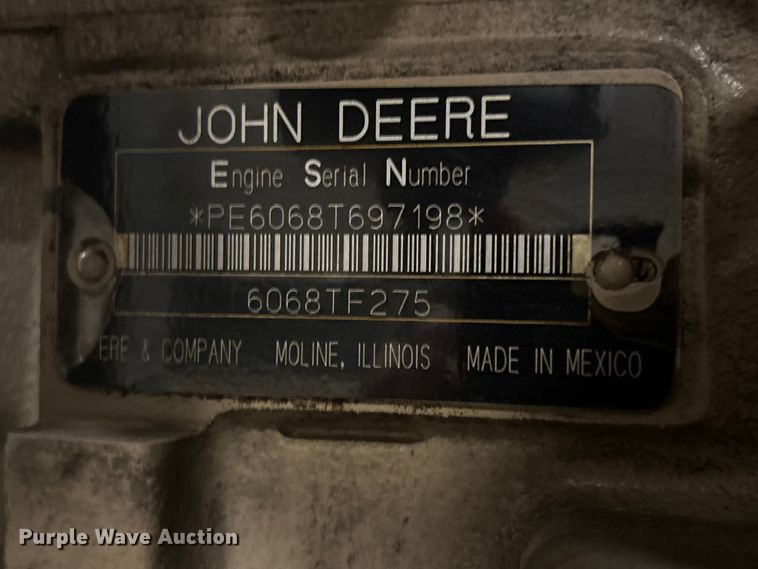 JOHN DEERE
Engine Serial Number
*PE6068T697198*
6068TF275
ERE & COMPANY MOLINE, ILLINOIS MADE IN MEXICO
Purple Wave Auction